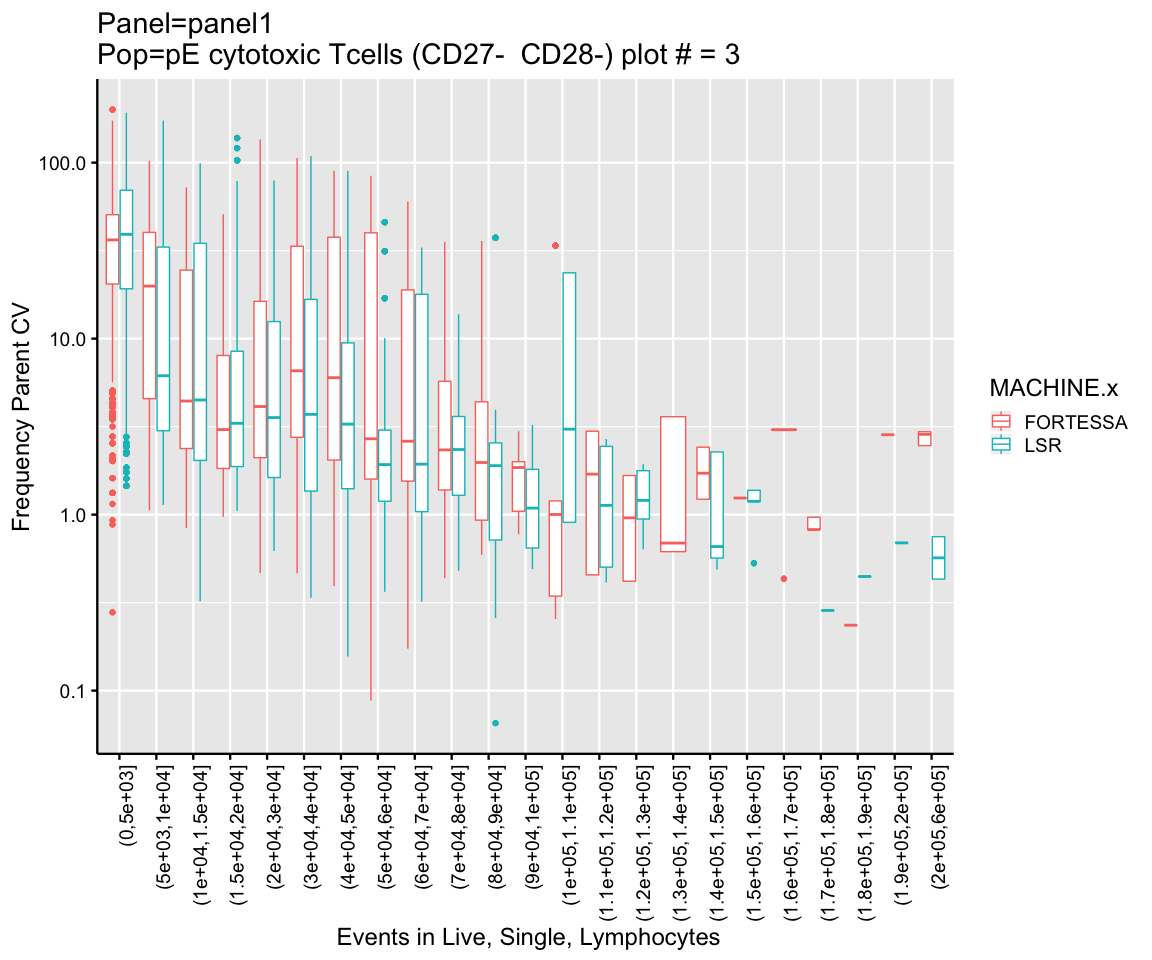 Panel=panel1
Pop=pE cytotoxic Tcells (CD27-  CD28-) plot # = 3
Frequency Parent CV
100.0
10.0
1.0
0.1
(0,5e+03]
(5e+03,1e+04]
(1e+04,1.5e+04]
(1.5e+04,2e+04]
(2e+04,3e+04]
(3e+04,4e+04]
(4e+04,5e+04]
(5e+04,6e+04]
(6e+04,7e+04]
(7e+04,8e+04]
(8e+04,9e+04]
(9e+04,1e+05]
(1e+05,1.1e+05]
(1.1e+05,1.2e+05]
(1.2e+05,1.3e+05]
(1.3e+05,1.4e+05]
(1.4e+05,1.5e+05]
(1.5e+05,1.6e+05]
(1.6e+05,1.7e+05]
(1.7e+05,1.8e+05]
(1.8e+05,1.9e+05]
(1.9e+05,2e+05]
(2e+05,6e+05]
Events in Live, Single, Lymphocytes
MACHINE.x
FORTESSA
LSR